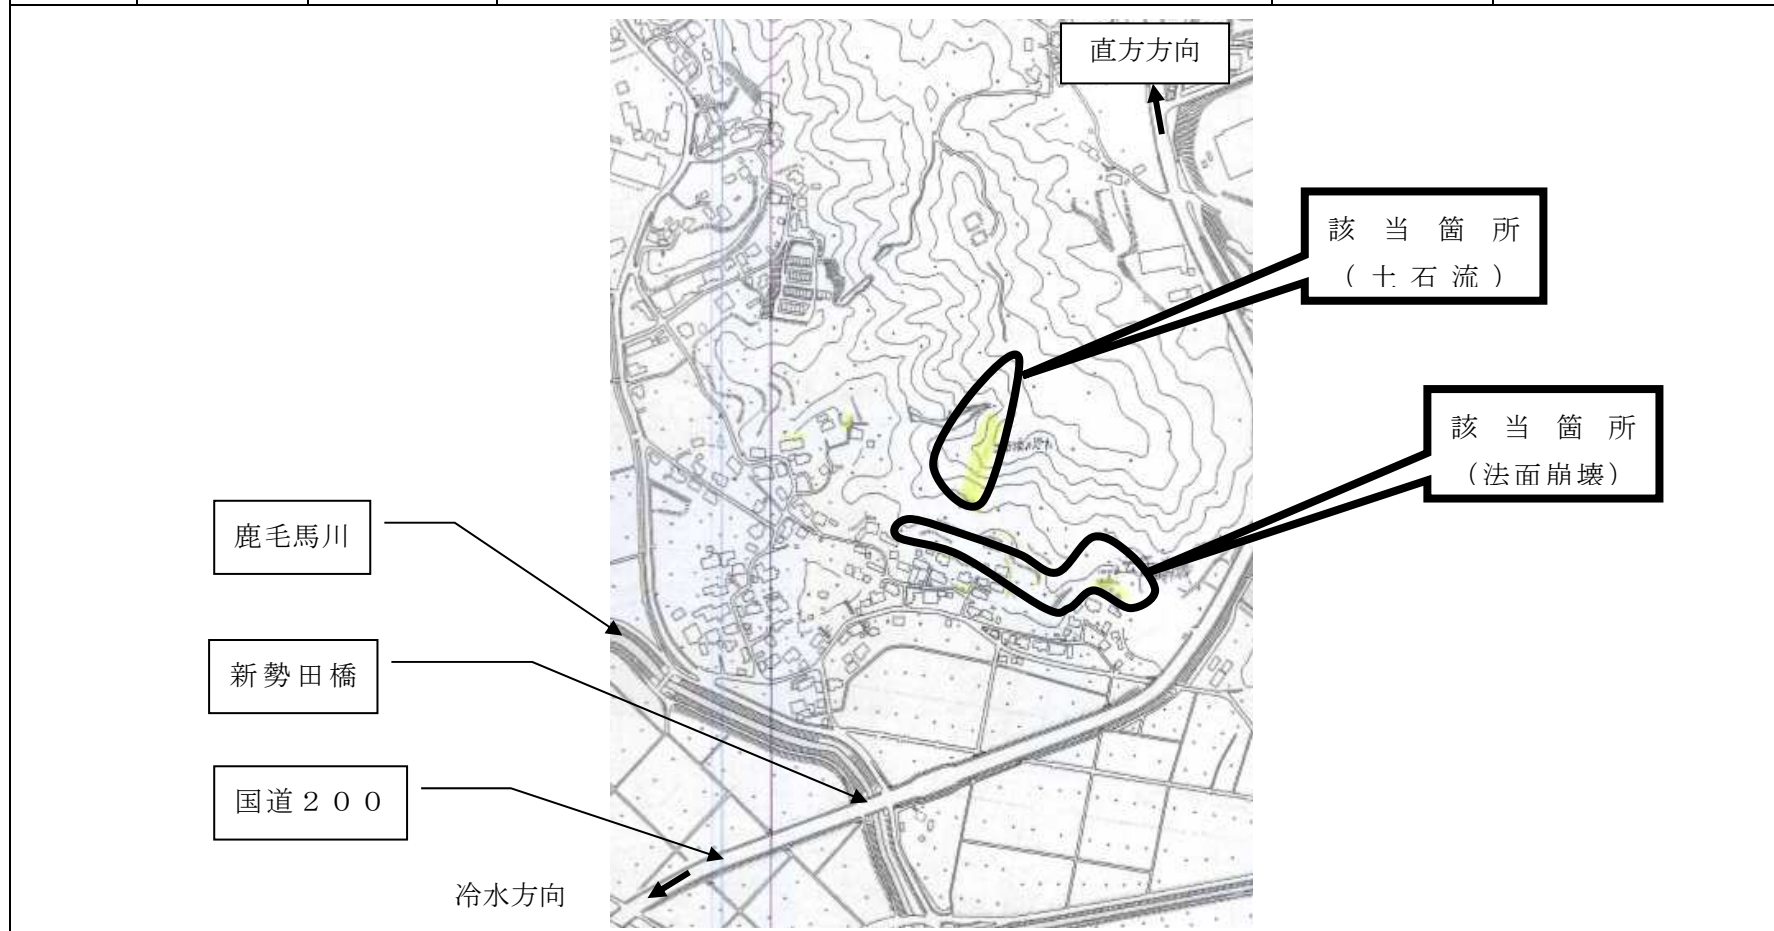 直方方向
該当箇所
(土石流)
該当箇所
(法面崩壊)
鹿毛馬川
新勢田橋
国道２００
冷水方向